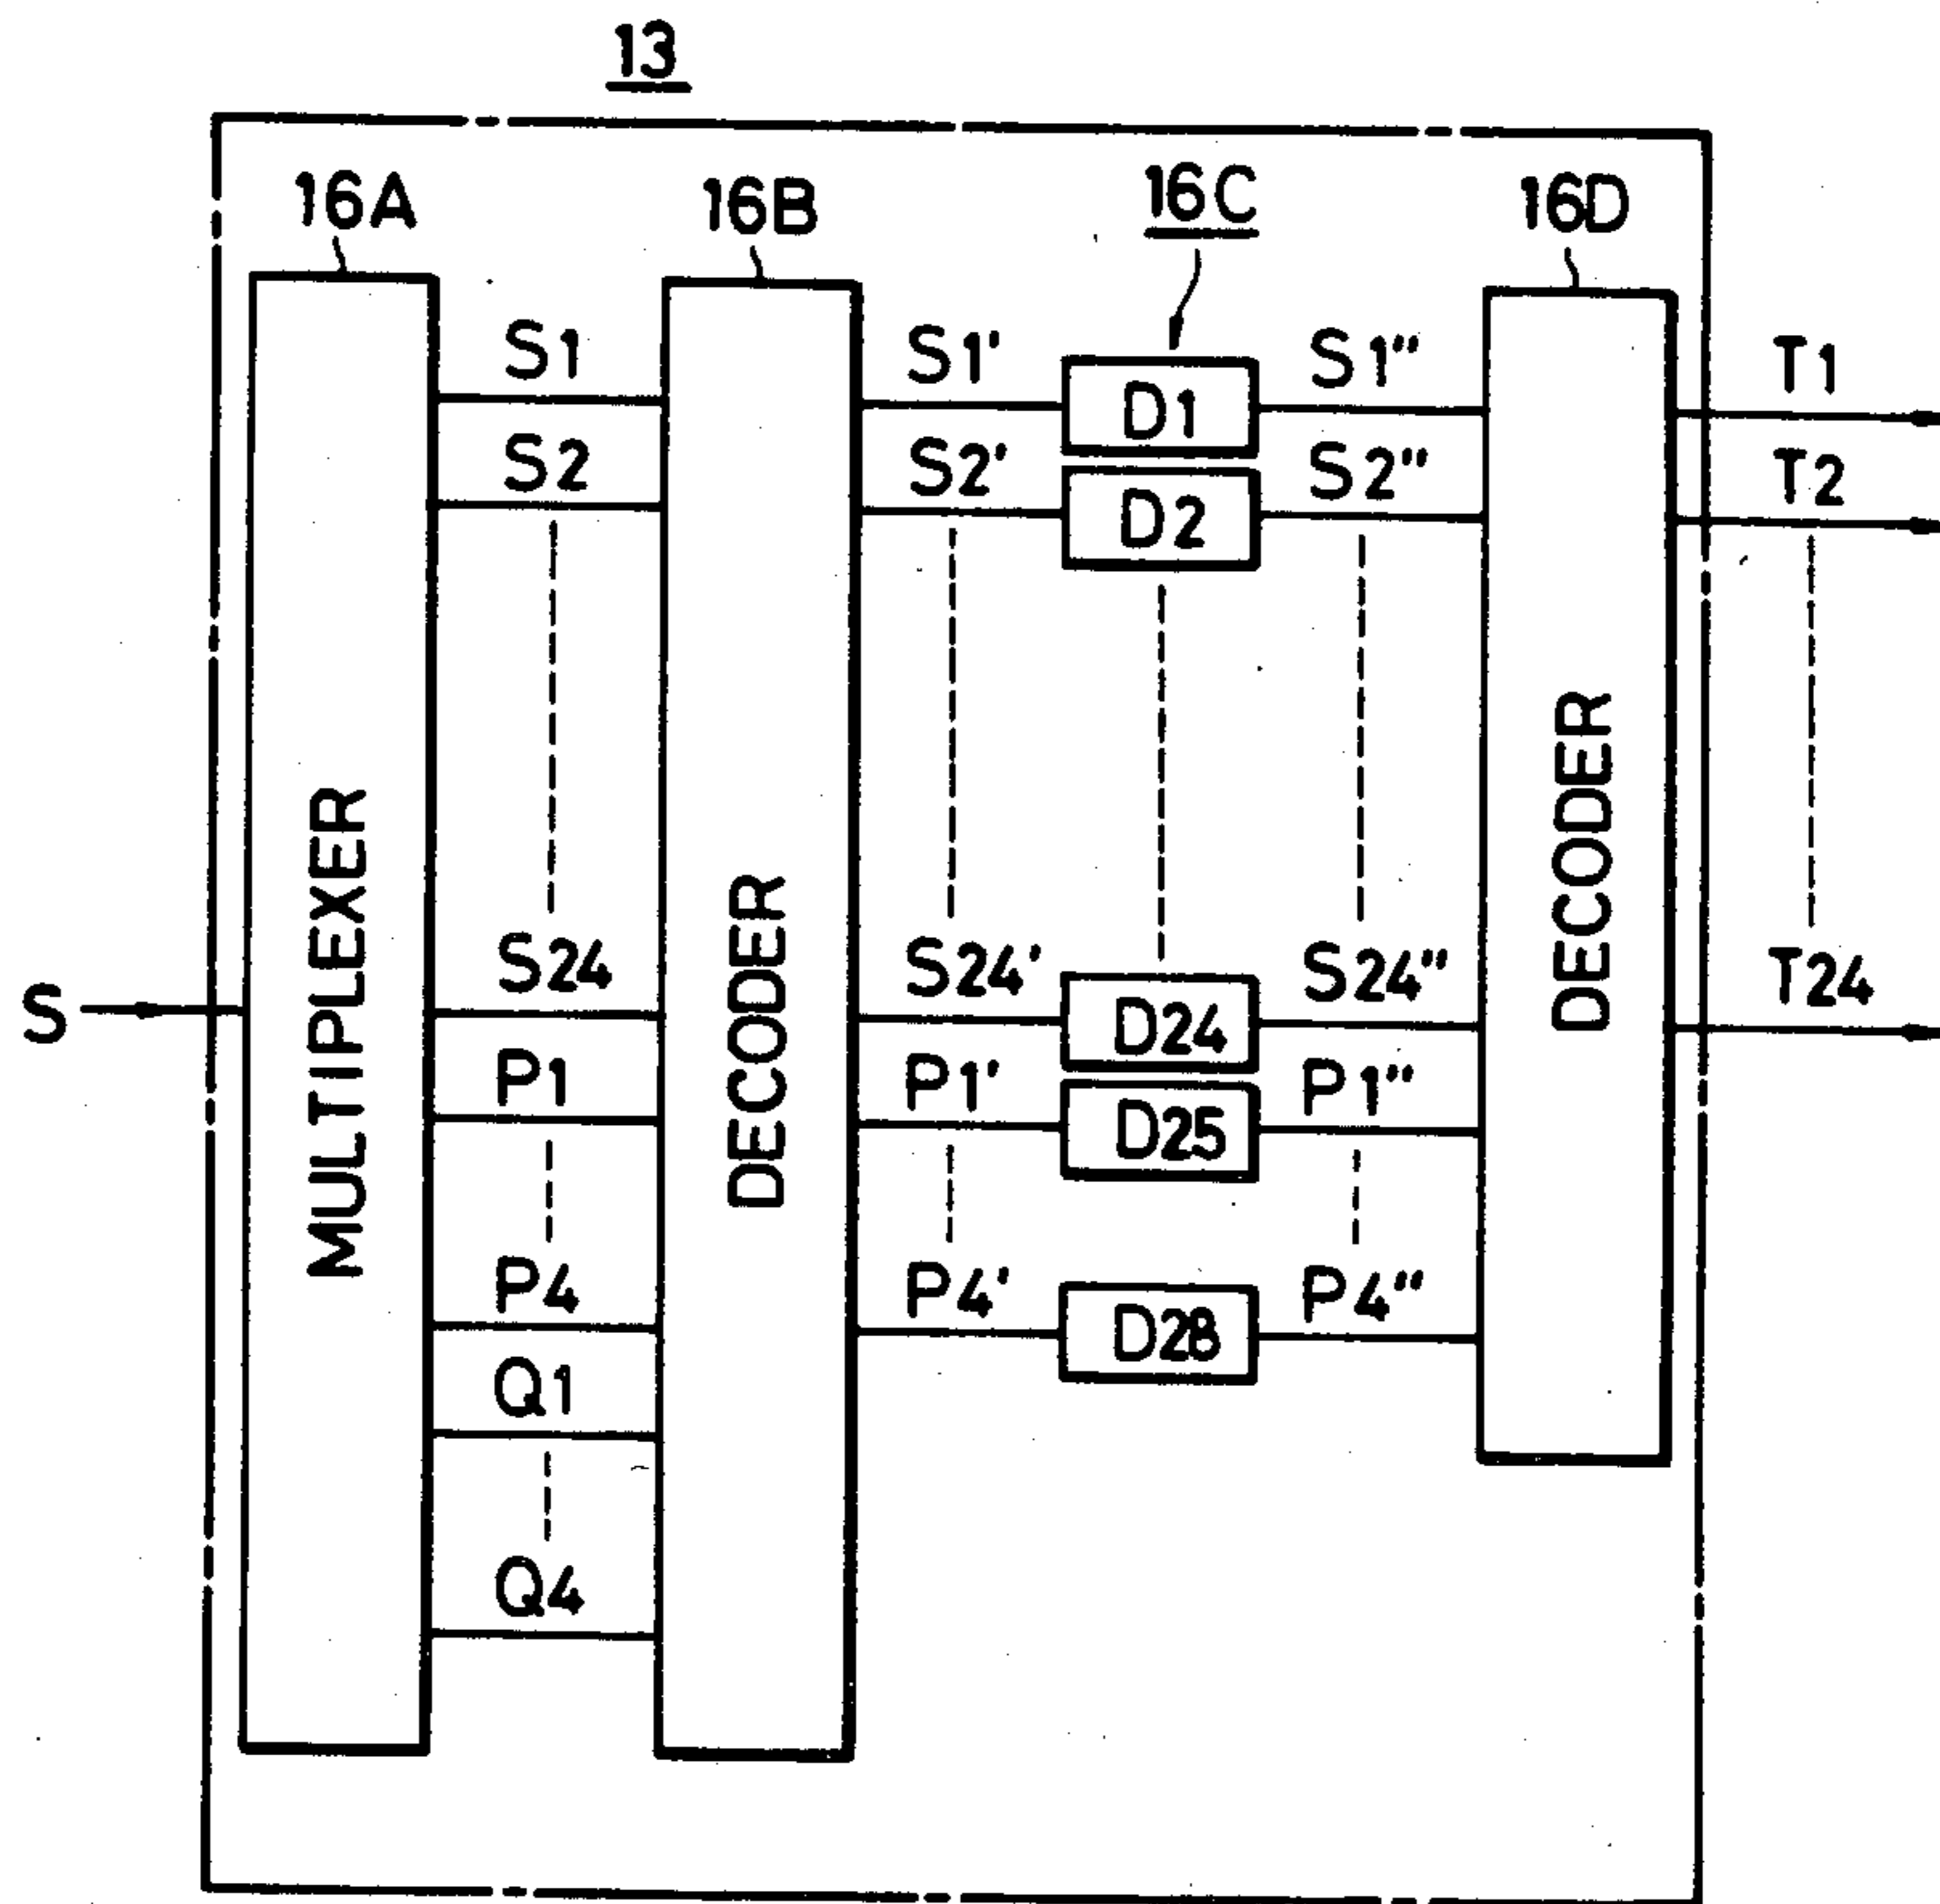 13
16A 16B 16C 16D
S1 S1' D1 S1" T1
S2 S2' D2 S2" T2
S24 S24' D24 S24" T24
S
P1 P1' D25 P1"
P4 P4' D28 P4"
Q1
Q4
MULTIPLEXER
DECODER
DECODER